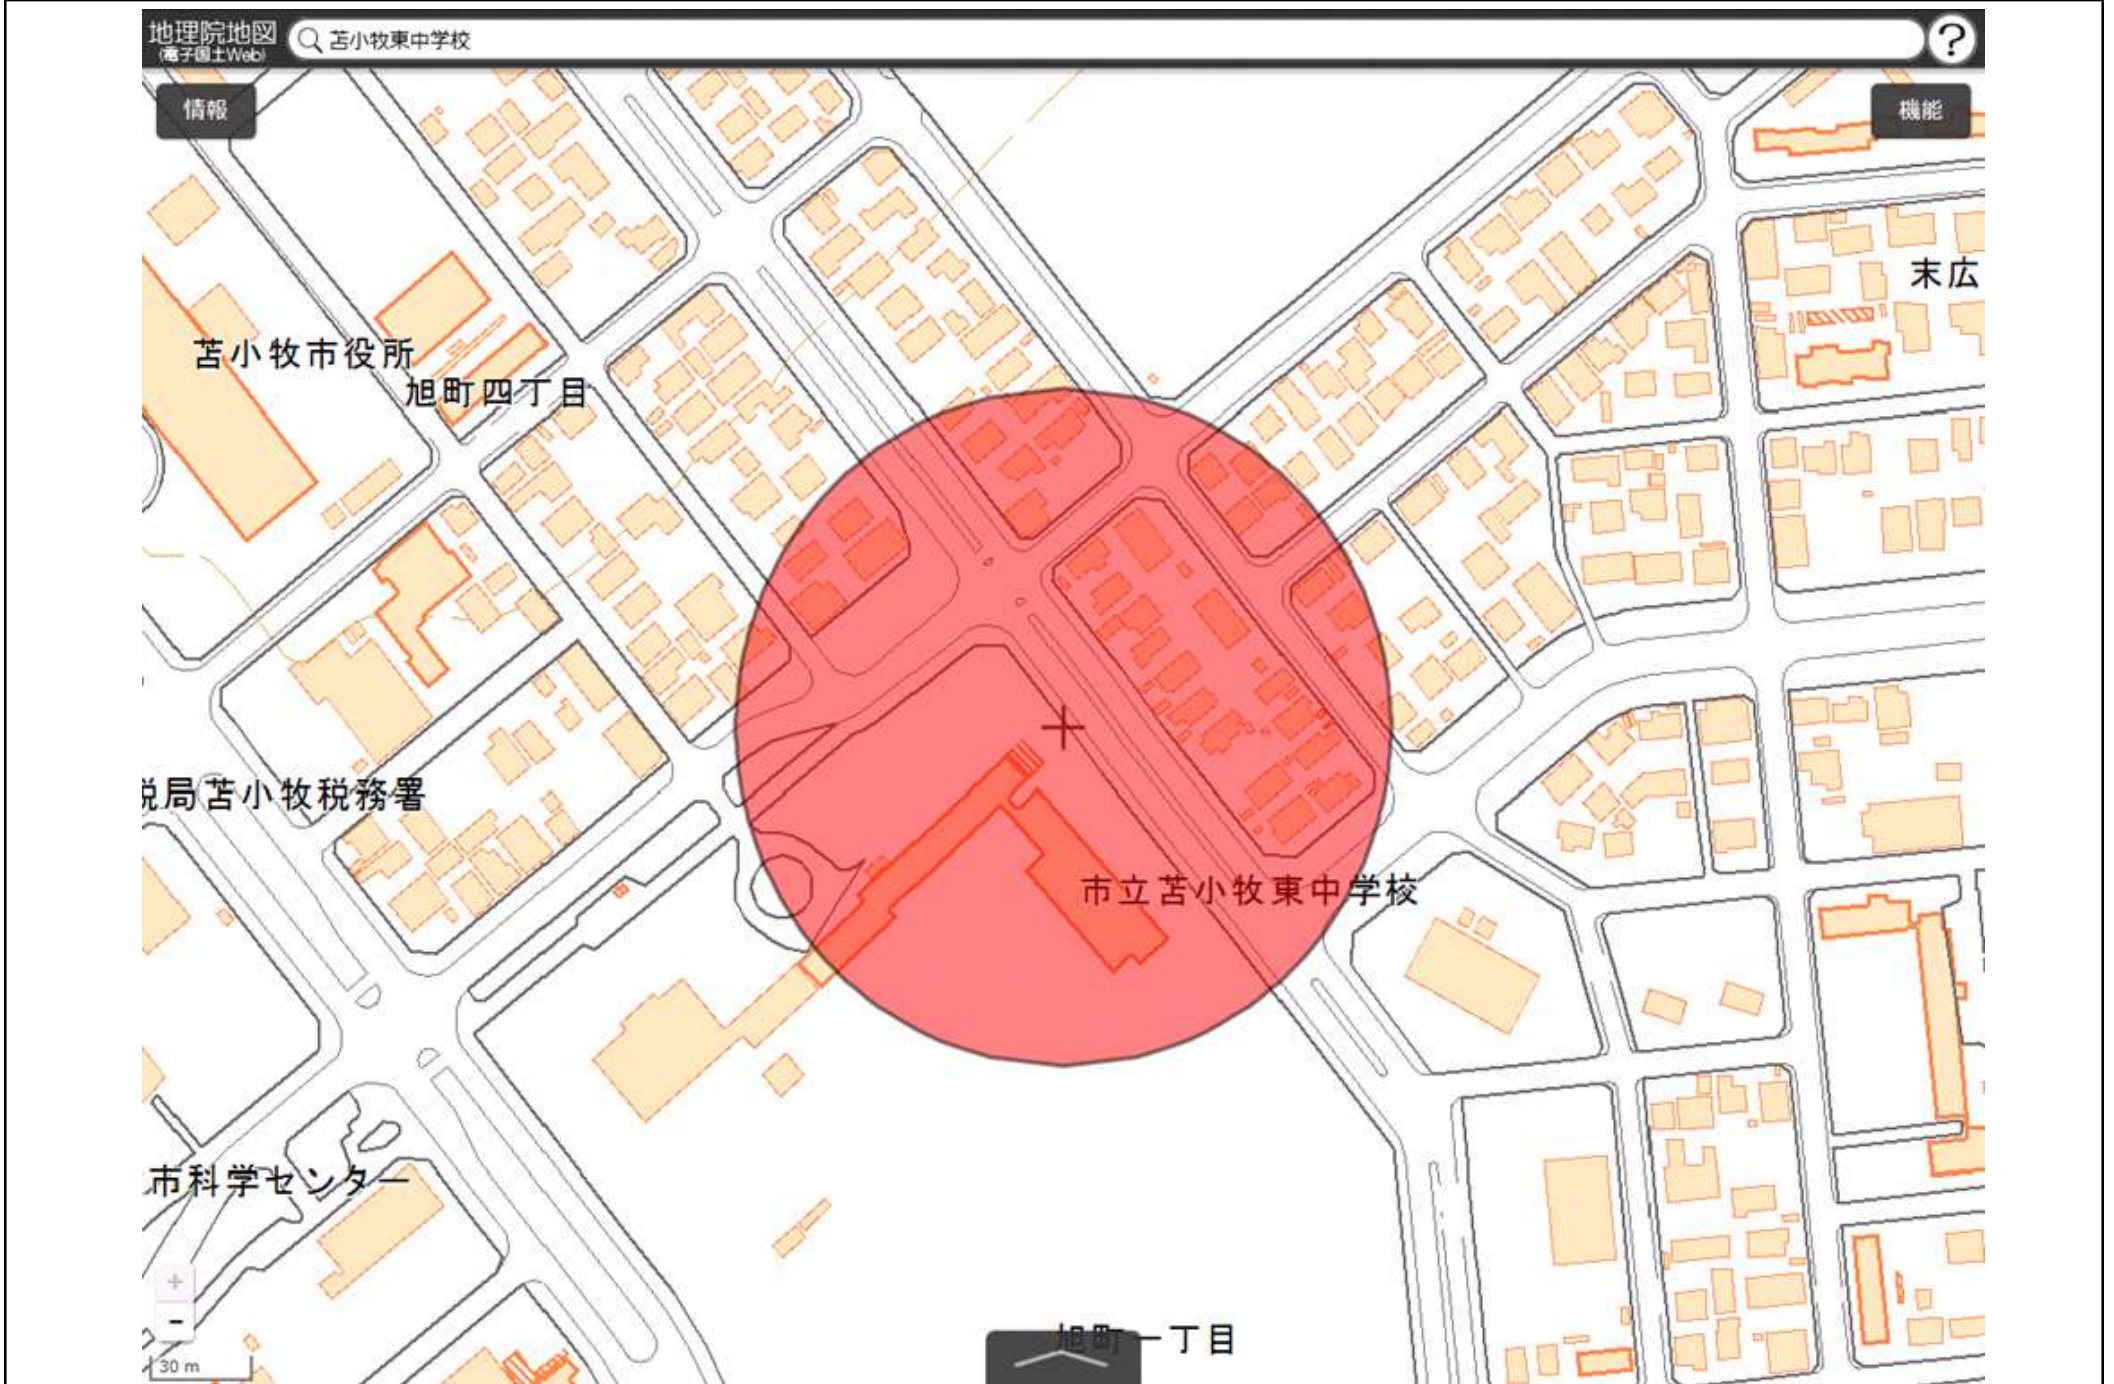 地理院地図
(電子国土Web)
苫小牧東中学校
?
情報
機能
末広
苫小牧市役所
旭町四丁目
税局苫小牧税務署
市立苫小牧東中学校
市科学センター
+
-
30 m
旭町一丁目